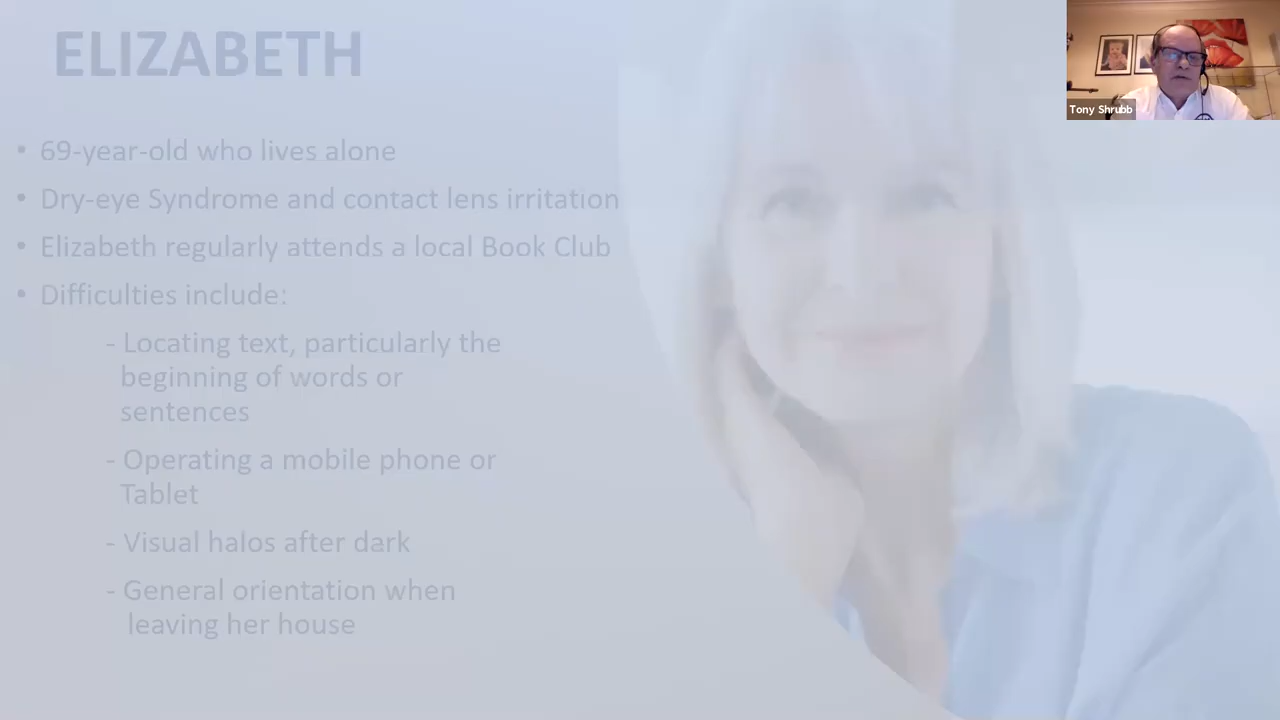 ELIZABETH
Tony Shrubb
• 69-year-old who lives alone
• Dry-eye Syndrome and contact lens irritation
• Elizabeth regularly attends a local Book Club
• Difficulties include:
- Locating text, particularly the
beginning of words or
sentences
- Operating a mobile phone or
Tablet
- Visual halos after dark
- General orientation when
leaving her house